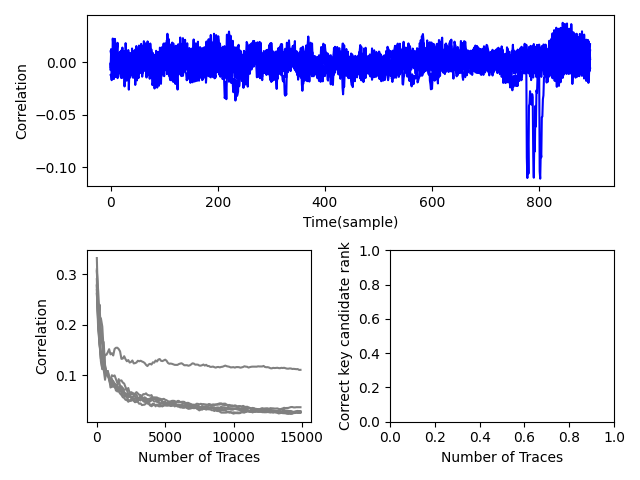 0.00
−0.05
−0.10
Correlation
0 200 400 600 800
Time(sample)
0.3
0.2
0.1
Correlation
0 5000 10000 15000
Number of Traces
1.0
0.8
0.6
0.4
0.2
0.0
Correct key candidate rank
0.0 0.2 0.4 0.6 0.8 1.0
Number of Traces